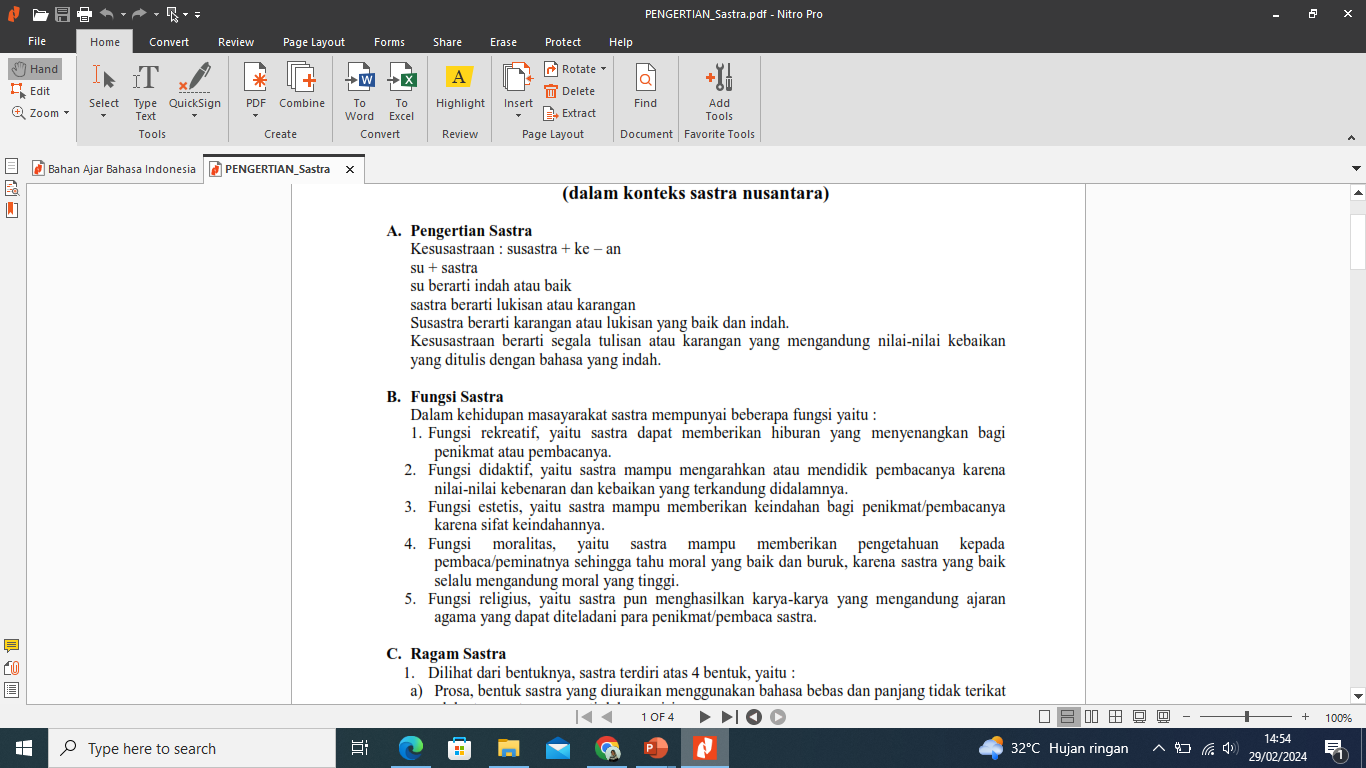 PENGERTIAN_Sastra.pdf - Nitro Pro
File Home Convert Review Page Layout Forms Share Erase Protect Help
Hand
Edit
Zoom
Select
Type Text
QuickSign
Tools
PDF
Combine
Create
To Word
To Excel
Convert
Highlight
Review
Insert
Rotate
Delete
Extract
Page Layout
Find
Document
Add Tools
Favorite Tools
Bahan Ajar Bahasa Indonesia
PENGERTIAN_Sastra
(dalam konteks sastra nusantara)
A. Pengertian Sastra
Kesusastraan : susastra + ke – an
su + sastra
su berarti indah atau baik
sastra berarti lukisan atau karangan
Susastra berarti karangan atau lukisan yang baik dan indah.
Kesusastraan berarti segala tulisan atau karangan yang mengandung nilai-nilai kebaikan
yang ditulis dengan bahasa yang indah.
B. Fungsi Sastra
Dalam kehidupan masayarakat sastra mempunyai beberapa fungsi yaitu :
1. Fungsi rekreatif, yaitu sastra dapat memberikan hiburan yang menyenangkan bagi
penikmat atau pembacanya.
2. Fungsi didaktif, yaitu sastra mampu mengarahkan atau mendidik pembacanya karena
nilai-nilai kebenaran dan kebaikan yang terkandung didalamnya.
3. Fungsi estetis, yaitu sastra mampu memberikan keindahan bagi penikmat/pembacanya
karena sifat keindahannya.
4. Fungsi moralitas, yaitu sastra mampu memberikan pengetahuan kepada
pembaca/peminatnya sehingga tahu moral yang baik dan buruk, karena sastra yang baik
selalu mengandung moral yang tinggi.
5. Fungsi religius, yaitu sastra pun menghasilkan karya-karya yang mengandung ajaran
agama yang dapat diteladani para penikmat/pembaca sastra.
C. Ragam Sastra
1. Dilihat dari bentuknya, sastra terdiri atas 4 bentuk, yaitu :
a) Prosa, bentuk sastra yang diuraikan menggunakan bahasa bebas dan panjang tidak terikat
1 OF 4
100%
Type here to search
32°C Hujan ringan
14:54
29/02/2024
1